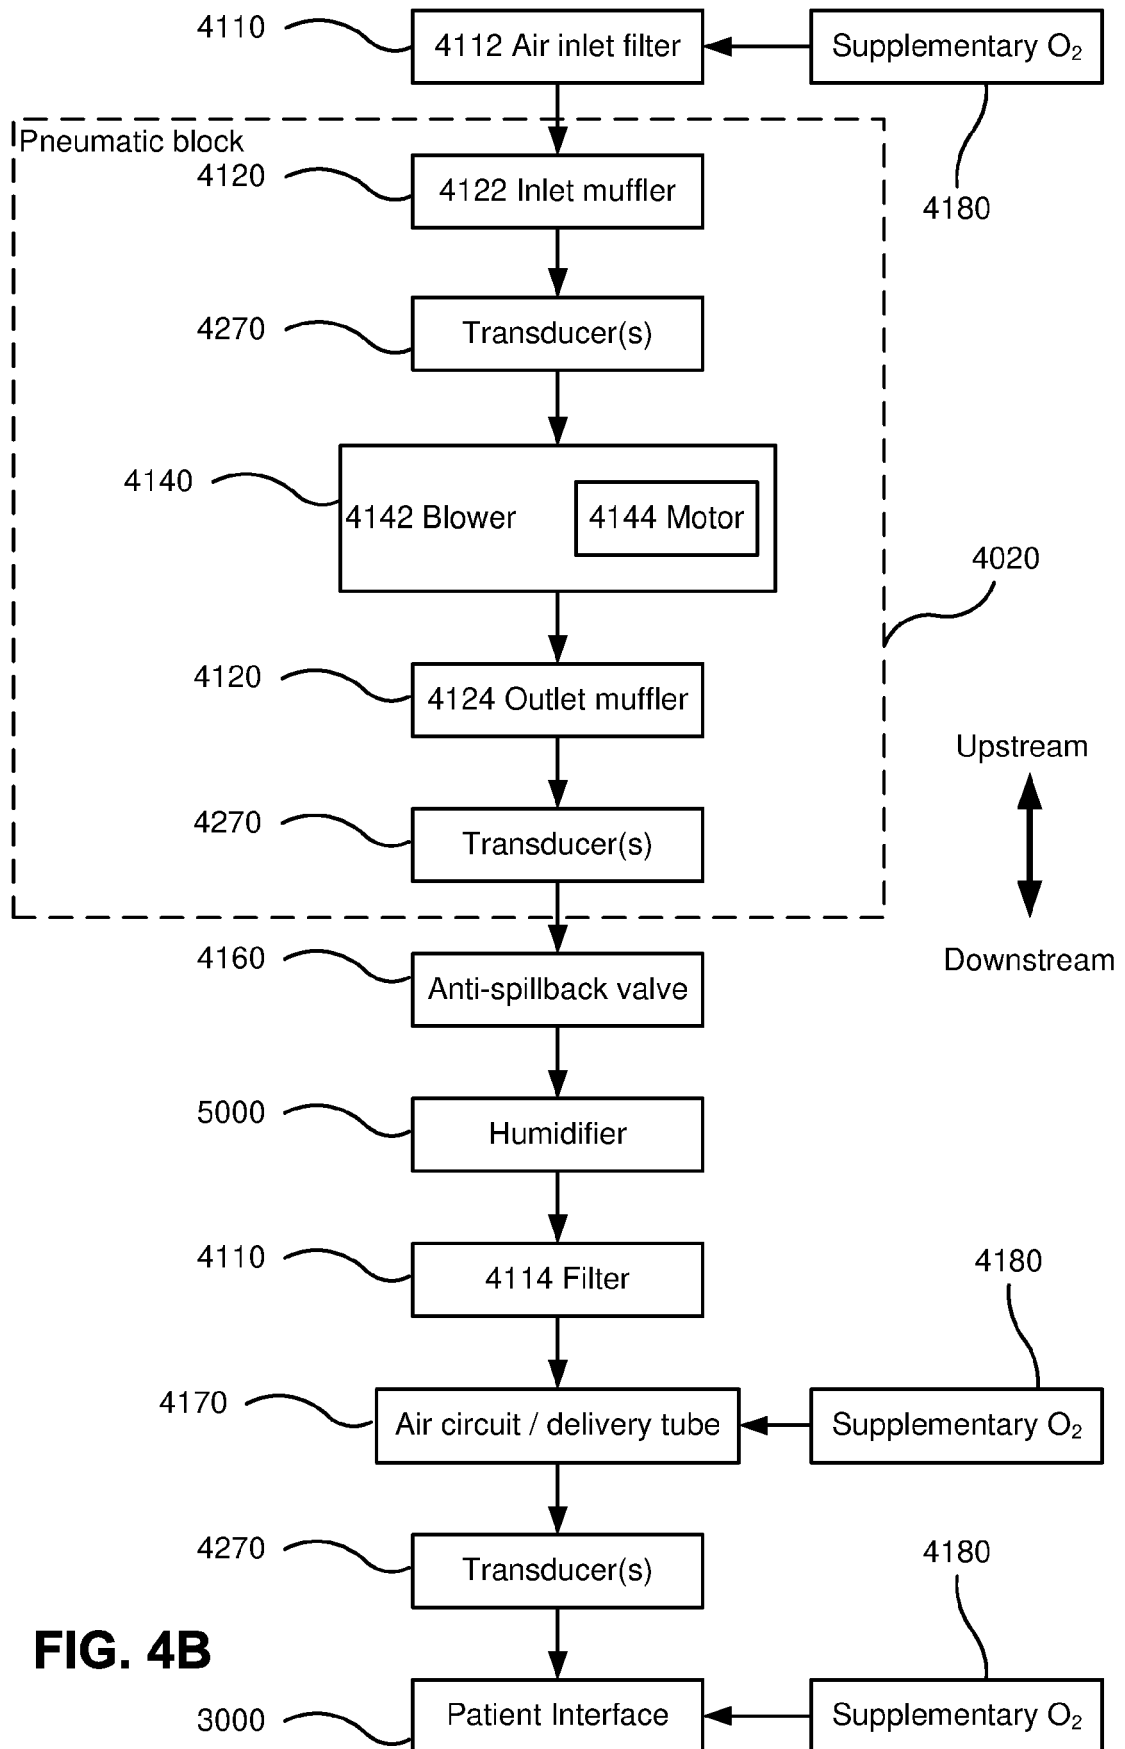 4110
4112 Air inlet filter
Supplementary O₂
Pneumatic block
4120
4122 Inlet muffler
4180
4270
Transducer(s)
4140
4142 Blower
4144 Motor
4020
4120
4124 Outlet muffler
Upstream
4270
Transducer(s)
Downstream
4160
Anti-spillback valve
5000
Humidifier
4110
4114 Filter
4180
4170
Air circuit / delivery tube
Supplementary O₂
4270
Transducer(s)
4180
FIG. 4B
3000
Patient Interface
Supplementary O₂